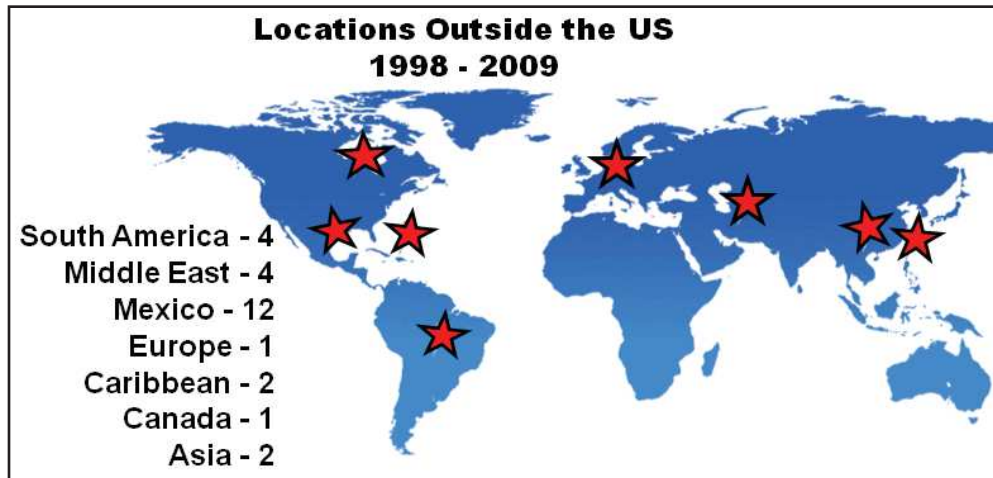 Locations Outside the US
1998 - 2009
South America - 4
Middle East - 4
Mexico - 12
Europe - 1
Caribbean - 2
Canada - 1
Asia - 2